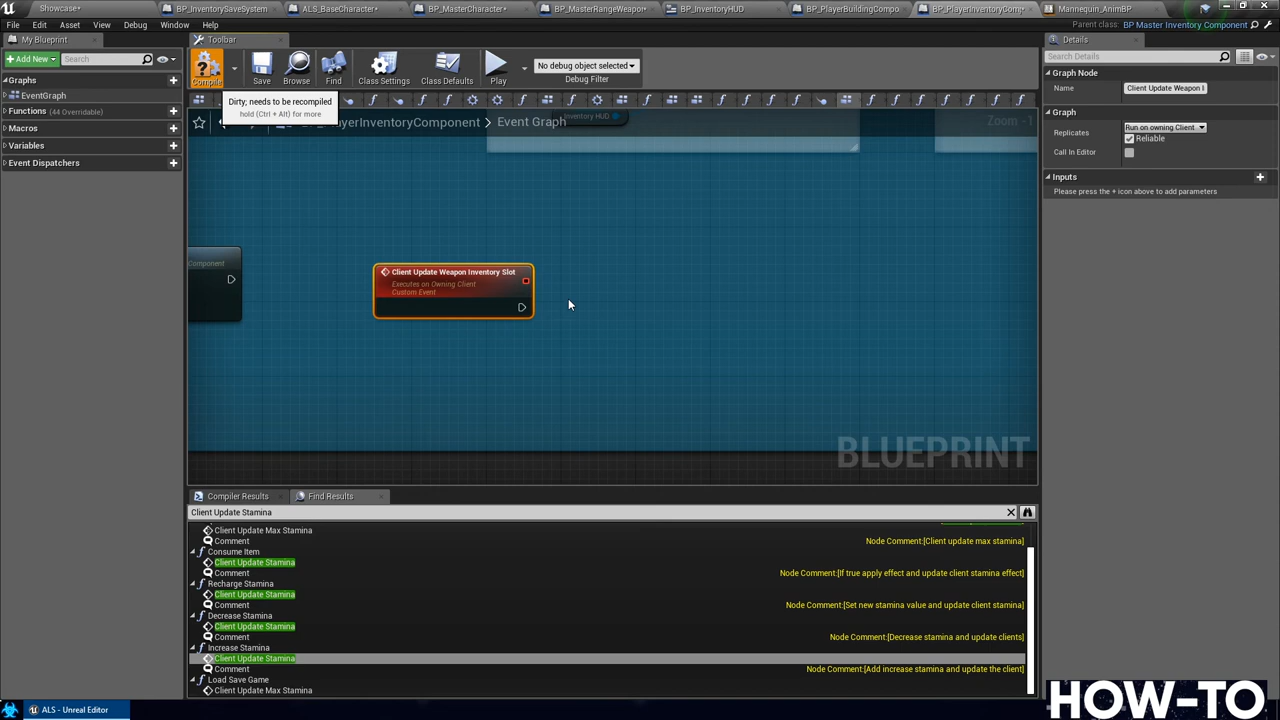 Showcase•
BP_InventorySaveSystem
ALS_BaseCharacter•
BP_MasterCharacter•
BP_MasterRangeWeapon•
BP_InventoryHUD
BP_PlayerBuildingCompo
BP_PlayerInventoryComp•
Mannequin_AnimBP
File Edit Asset View Debug Window Help
Parent class: BP Master Inventory Component
My Blueprint
Toolbar
Details
+ Add New
Search
Compile
Save
Browse
Find
Class Settings
Class Defaults
Play
No debug object selected
Debug Filter
Search Details
Graph Node
Name Client Update Weapon I
Graph
Replicates Run on owning Client
Reliable
Call In Editor
Inputs
Please press the + icon above to add parameters
Graphs
EventGraph
Functions (44 Overridable)
Macros
Variables
Event Dispatchers
Dirty; needs to be recompiled
hold (Ctrl + Alt) for more
PlayerInventoryComponent > Event Graph
Inventory HUD
Zoom -1
Component
Client Update Weapon Inventory Slot
Executes on Owning Client
Custom Event
BLUEPRINT
Compiler Results
Find Results
Client Update Stamina
Client Update Max Stamina
Comment Node Comment:[Client update max stamina]
Consume Item
Client Update Stamina
Comment Node Comment:[If true apply effect and update client stamina effect]
Recharge Stamina
Client Update Stamina
Comment Node Comment:[Set new stamina value and update client stamina]
Decrease Stamina
Client Update Stamina
Comment Node Comment:[Decrease stamina and update clients]
Increase Stamina
Client Update Stamina
Comment Node Comment:[Add increase stamina and update the client]
Load Save Game
Client Update Max Stamina
ALS - Unreal Editor
HOW-TO